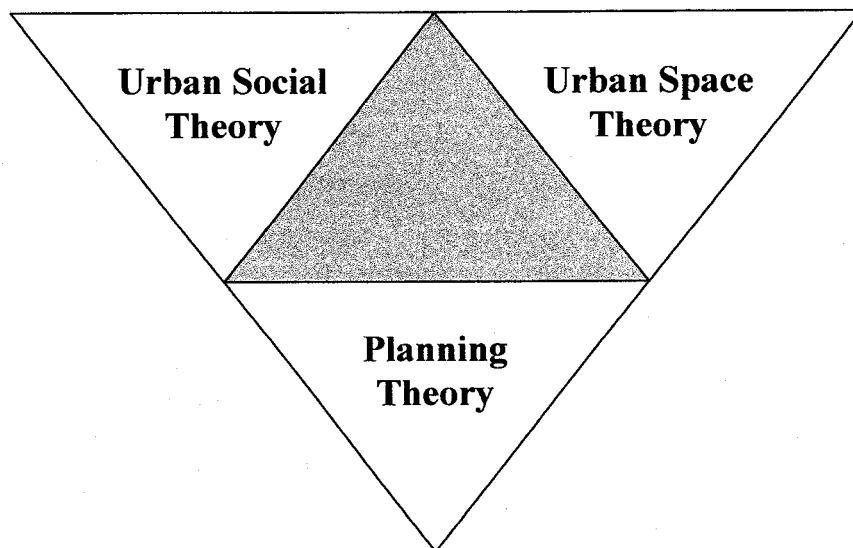 Urban Social
Theory
Urban Space
Theory
Planning
Theory